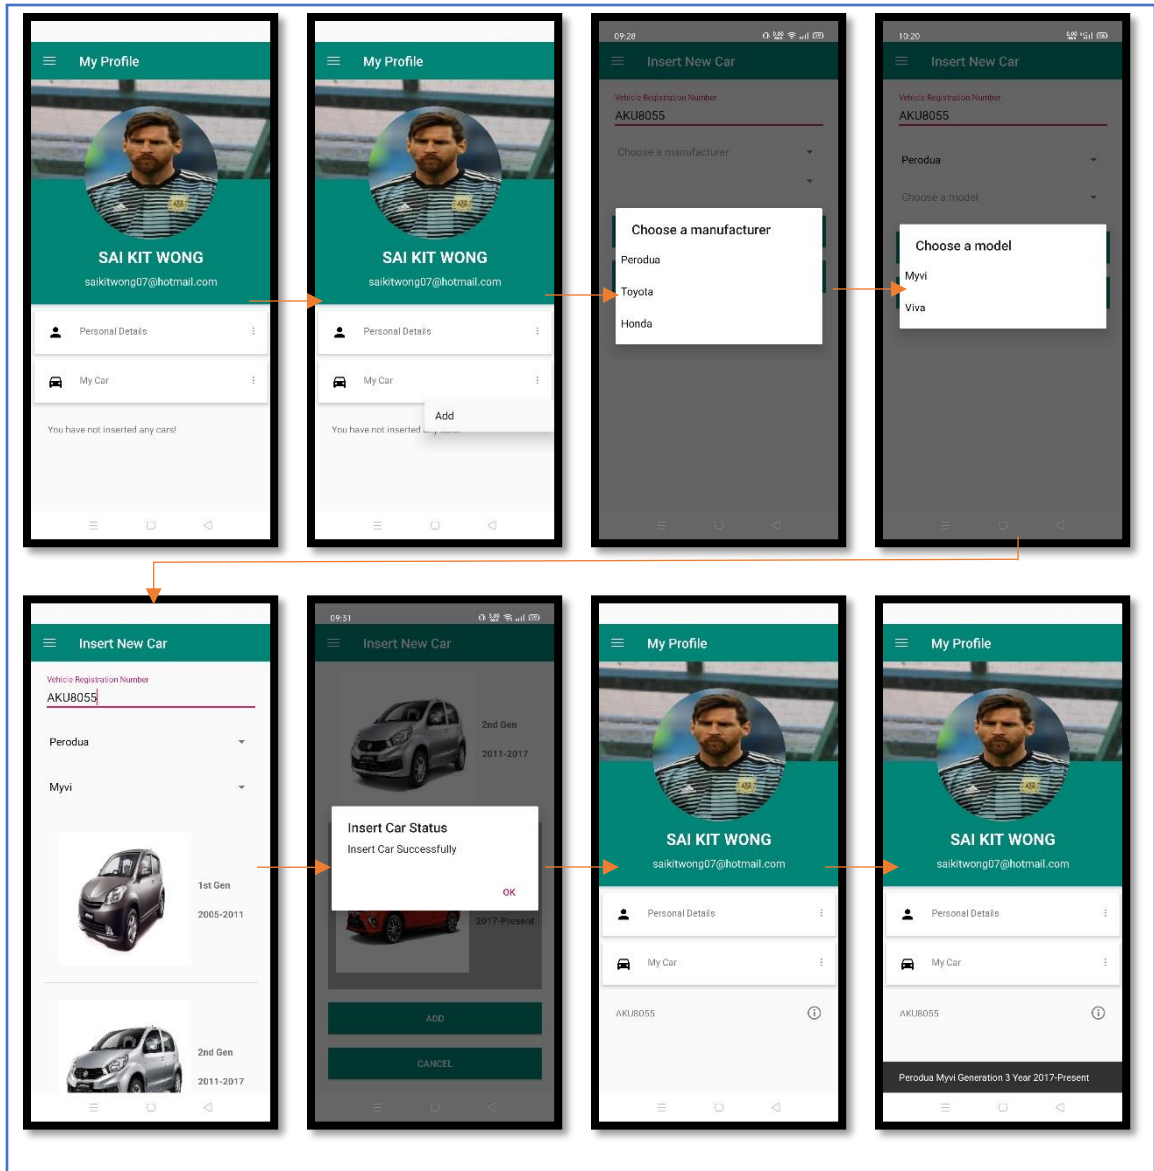 My Profile
SAI KIT WONG
saikitwong07@hotmail.com
Personal Details
My Car
You have not inserted any cars!
My Profile
SAI KIT WONG
saikitwong07@hotmail.com
Personal Details
My Car
Add
You have not inserted
09:28
Insert New Car
Vehicle Registration Number
AKU8055
Choose a manufacturer
Choose a manufacturer
Perodua
Toyota
Honda
10:20
Insert New Car
Vehicle Registration Number
AKU8055
Perodua
Choose a model
Choose a model
Myvi
Viva
Insert New Car
Vehicle Registration Number
AKU8055
Perodua
Myvi
1st Gen
2005-2011
2nd Gen
2011-2017
09:31
Insert New Car
2nd Gen
2011-2017
Insert Car Status
Insert Car Successfully
OK
2017-Present
ADD
CANCEL
My Profile
SAI KIT WONG
saikitwong07@hotmail.com
Personal Details
My Car
AKU8055
My Profile
SAI KIT WONG
saikitwong07@hotmail.com
Personal Details
My Car
AKU8055
Perodua Myvi Generation 3 Year 2017-Present